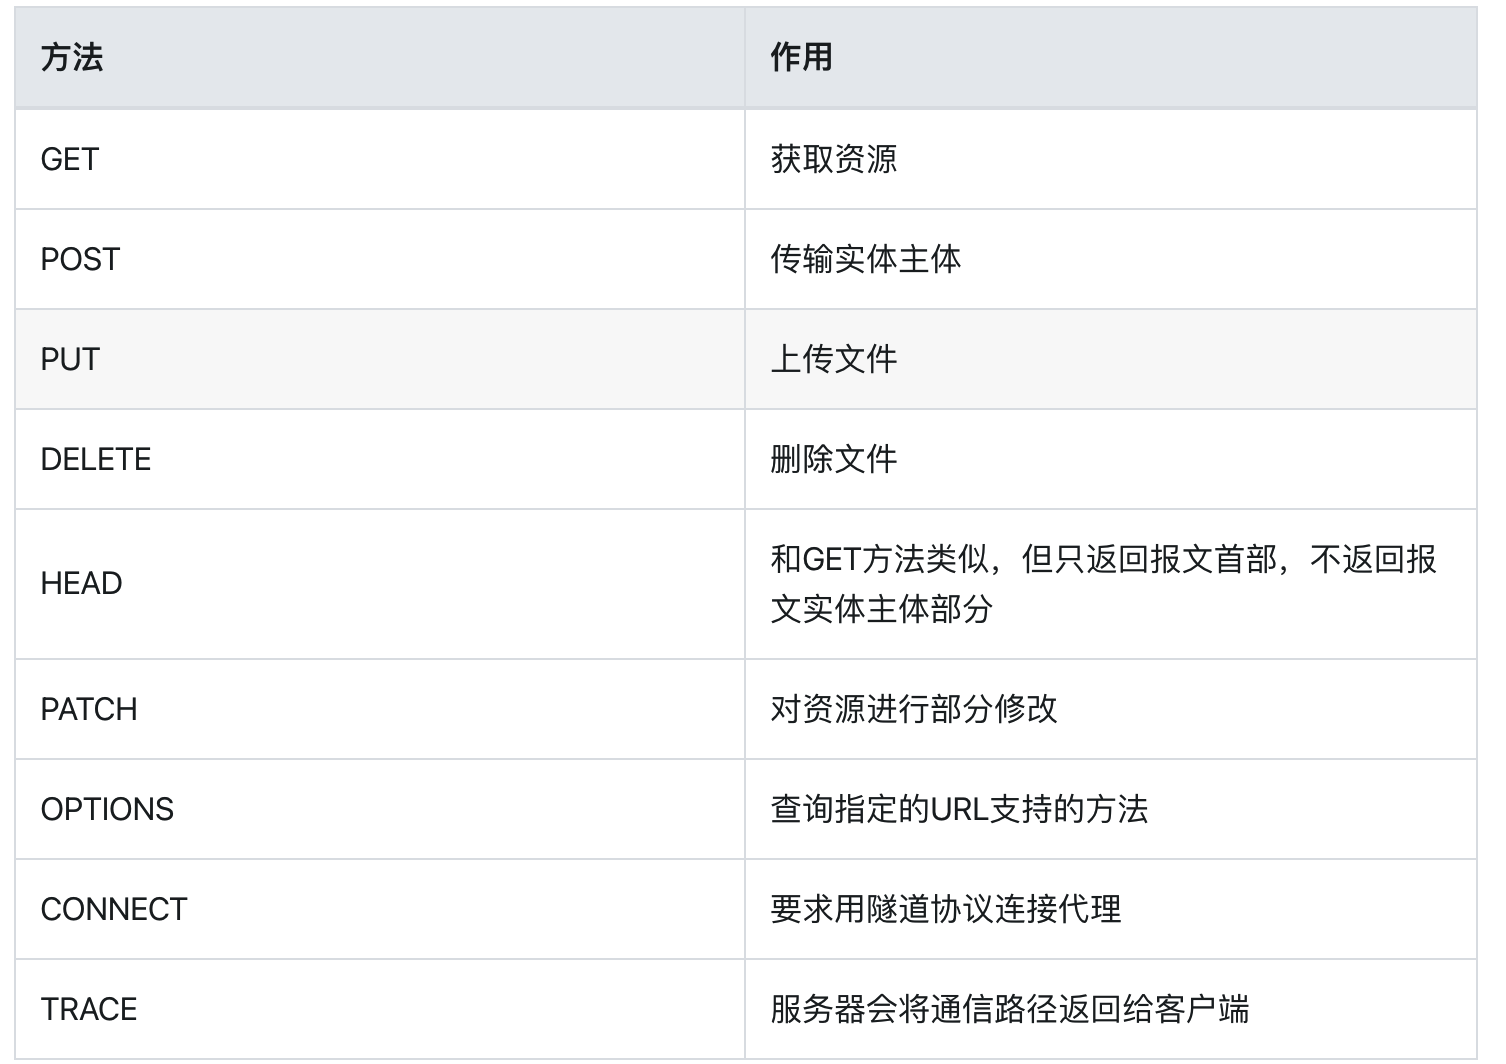 方法
作用
GET
获取资源
POST
传输实体主体
PUT
上传文件
DELETE
删除文件
HEAD
和GET方法类似，但只返回报文首部，不返回报
文实体主体部分
PATCH
对资源进行部分修改
OPTIONS
查询指定的URL支持的方法
CONNECT
要求用隧道协议连接代理
TRACE
服务器会将通信路径返回给客户端